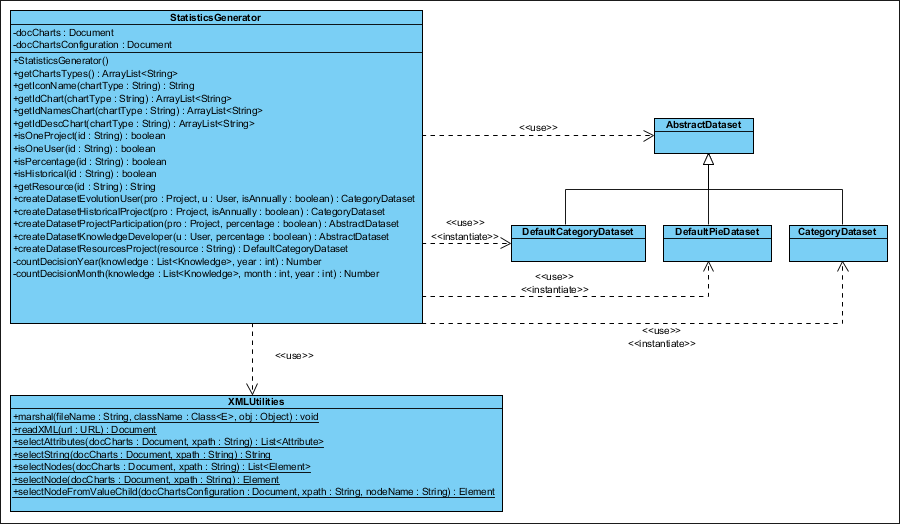 StatisticsGenerator
-docCharts : Document
-docChartsConfiguration : Document
+StatisticsGenerator()
+getChartsTypes() : ArrayList<String>
+getIconName(chartType : String) : String
+getIdChart(chartType : String) : ArrayList<String>
+getIdNamesChart(chartType : String) : ArrayList<String>
+getIdDescChart(chartType : String) : ArrayList<String>
+isOneProject(id : String) : boolean
+isOneUser(id : String) : boolean
+isPercentage(id : String) : boolean
+isHistorical(id : String) : boolean
+getResource(id : String) : String
+createDatasetEvolutionUser(pro : Project, u : User, isAnnually : boolean) : CategoryDataset
+createDatasetHistoricalProject(pro : Project, isAnnually : boolean) : CategoryDataset
+createDatasetProjectParticipation(pro : Project, percentage : boolean) : AbstractDataset
+createDatasetKnowledgeDeveloper(u : User, percentage : boolean) : AbstractDataset
+createDatasetResourcesProject(resource : String) : DefaultCategoryDataset
-countDecisionYear(knowledge : List<Knowledge>, year : int) : Number
-countDecisionMonth(knowledge : List<Knowledge>, month : int, year : int) : Number
<<use>>
AbstractDataset
<<use>>
<<instantiate>>
DefaultCategoryDataset
DefaultPieDataset
CategoryDataset
<<use>>
<<instantiate>>
<<use>>
<<instantiate>>
<<use>>
XMLUtilities
+marshal(fileName : String, className : Class<E>, obj : Object) : void
+readXML(url : URL) : Document
+selectAttributes(docCharts : Document, xpath : String) : List<Attribute>
+selectString(docCharts : Document, xpath : String) : String
+selectNodes(docCharts : Document, xpath : String) : List<Element>
+selectNode(docCharts : Document, xpath : String) : Element
+selectNodeFromValueChild(docChartsConfiguration : Document, xpath : String, nodeName : String) : Element